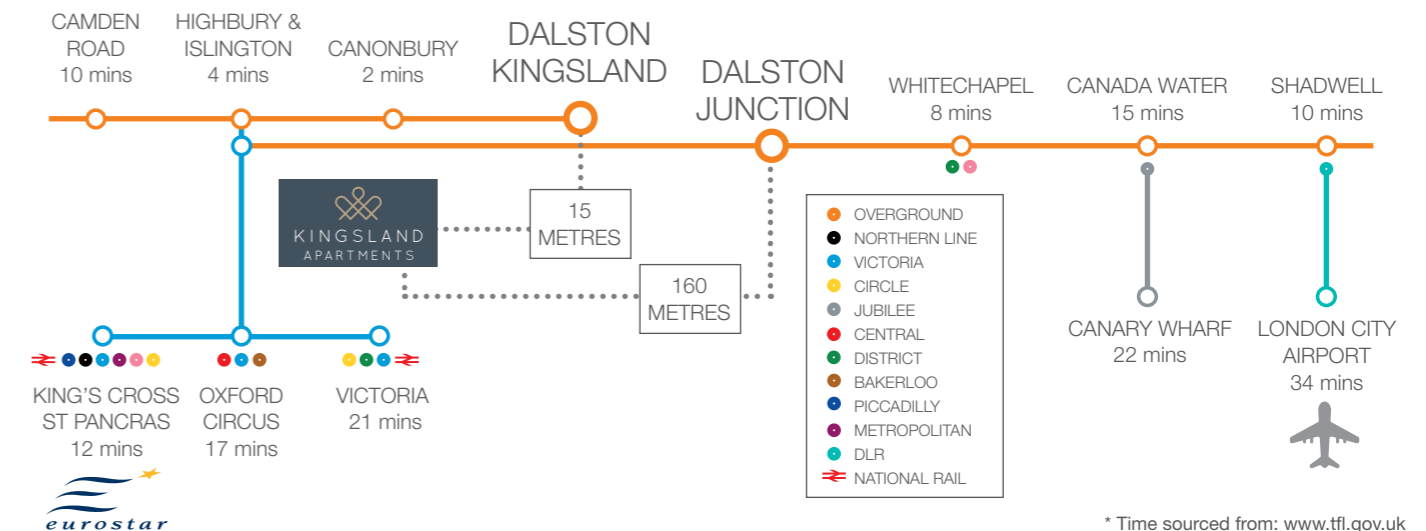 CAMDEN
ROAD
10 mins
HIGHBURY &
ISLINGTON
4 mins
CANONBURY
2 mins
DALSTON
KINGSLAND
DALSTON
JUNCTION
WHITECHAPEL
8 mins
CANADA WATER
15 mins
SHADWELL
10 mins
KINGSLAND
APARTMENTS
15
METRES
160
METRES
OVERGROUND
NORTHERN LINE
VICTORIA
CIRCLE
JUBILEE
CENTRAL
DISTRICT
BAKERLOO
PICCADILLY
METROPOLITAN
DLR
NATIONAL RAIL
CANARY WHARF
22 mins
LONDON CITY
AIRPORT
34 mins
KING'S CROSS
ST PANCRAS
12 mins
OXFORD
CIRCUS
17 mins
VICTORIA
21 mins
eurostar
* Time sourced from: www.tfl.gov.uk